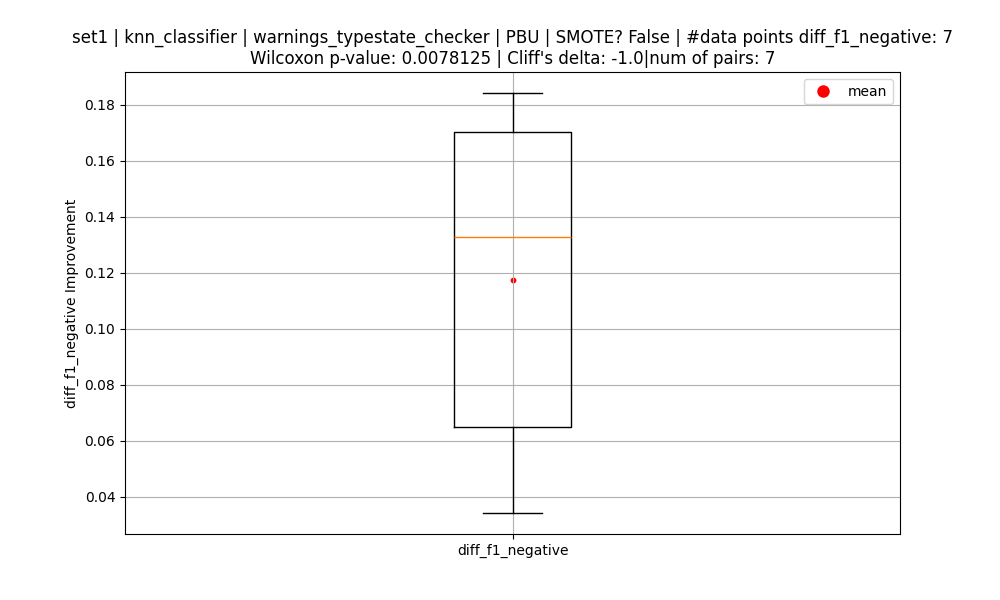 set1 | knn_classifier | warnings_typestate_checker | PBU | SMOTE? False | #data points diff_f1_negative: 7
Wilcoxon p-value: 0.0078125 | Cliff's delta: -1.0|num of pairs: 7
mean
0.18
0.16
0.14
0.12
0.10
0.08
0.06
0.04
diff_f1_negative Improvement
diff_f1_negative